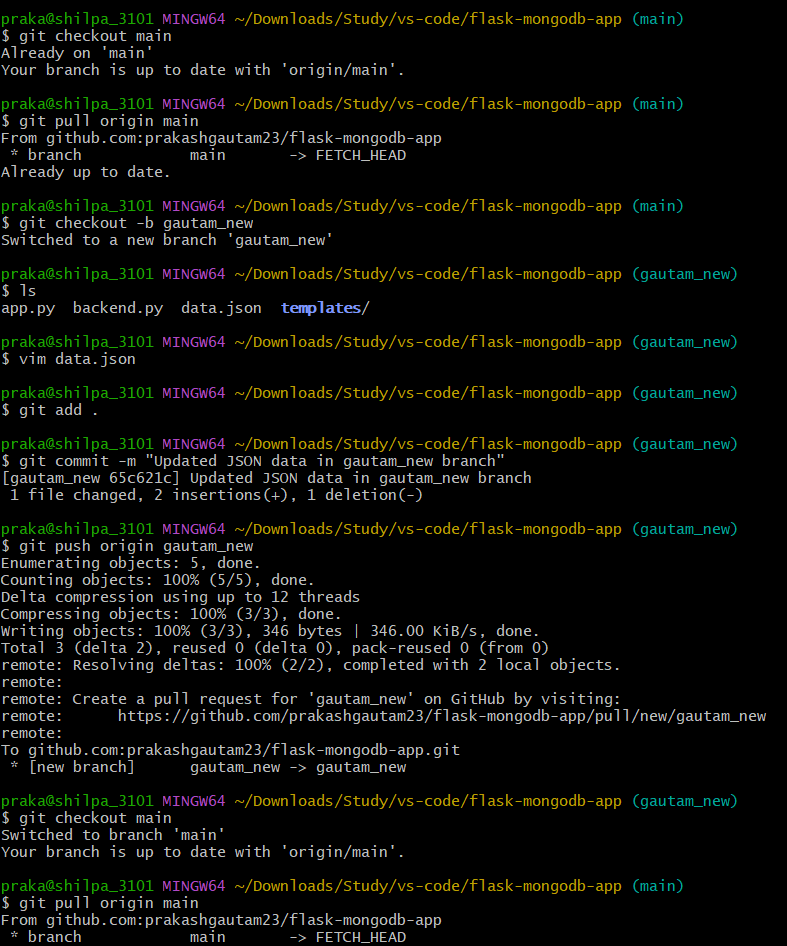 praka@shilpa_3101 MINGW64 ~/Downloads/Study/vs-code/flask-mongodb-app (main)
$ git checkout main
Already on 'main'
Your branch is up to date with 'origin/main'.
praka@shilpa_3101 MINGW64 ~/Downloads/Study/vs-code/flask-mongodb-app (main)
$ git pull origin main
From github.com:prakashgautam23/flask-mongodb-app
 * branch            main       -> FETCH_HEAD
Already up to date.
praka@shilpa_3101 MINGW64 ~/Downloads/Study/vs-code/flask-mongodb-app (main)
$ git checkout -b gautam_new
Switched to a new branch 'gautam_new'
praka@shilpa_3101 MINGW64 ~/Downloads/Study/vs-code/flask-mongodb-app (gautam_new)
$ ls
app.py  backend.py  data.json  templates/
praka@shilpa_3101 MINGW64 ~/Downloads/Study/vs-code/flask-mongodb-app (gautam_new)
$ vim data.json
praka@shilpa_3101 MINGW64 ~/Downloads/Study/vs-code/flask-mongodb-app (gautam_new)
$ git add .
praka@shilpa_3101 MINGW64 ~/Downloads/Study/vs-code/flask-mongodb-app (gautam_new)
$ git commit -m "Updated JSON data in gautam_new branch"
[gautam_new 65c621c] Updated JSON data in gautam_new branch
 1 file changed, 2 insertions(+), 1 deletion(-)
praka@shilpa_3101 MINGW64 ~/Downloads/Study/vs-code/flask-mongodb-app (gautam_new)
$ git push origin gautam_new
Enumerating objects: 5, done.
Counting objects: 100% (5/5), done.
Delta compression using up to 12 threads
Compressing objects: 100% (3/3), done.
Writing objects: 100% (3/3), 346 bytes | 346.00 KiB/s, done.
Total 3 (delta 2), reused 0 (delta 0), pack-reused 0 (from 0)
remote: Resolving deltas: 100% (2/2), completed with 2 local objects.
remote:
remote: Create a pull request for 'gautam_new' on GitHub by visiting:
remote:      https://github.com/prakashgautam23/flask-mongodb-app/pull/new/gautam_new
remote:
To github.com:prakashgautam23/flask-mongodb-app.git
 * [new branch]      gautam_new -> gautam_new
praka@shilpa_3101 MINGW64 ~/Downloads/Study/vs-code/flask-mongodb-app (gautam_new)
$ git checkout main
Switched to branch 'main'
Your branch is up to date with 'origin/main'.
praka@shilpa_3101 MINGW64 ~/Downloads/Study/vs-code/flask-mongodb-app (main)
$ git pull origin main
From github.com:prakashgautam23/flask-mongodb-app
 * branch            main       -> FETCH_HEAD